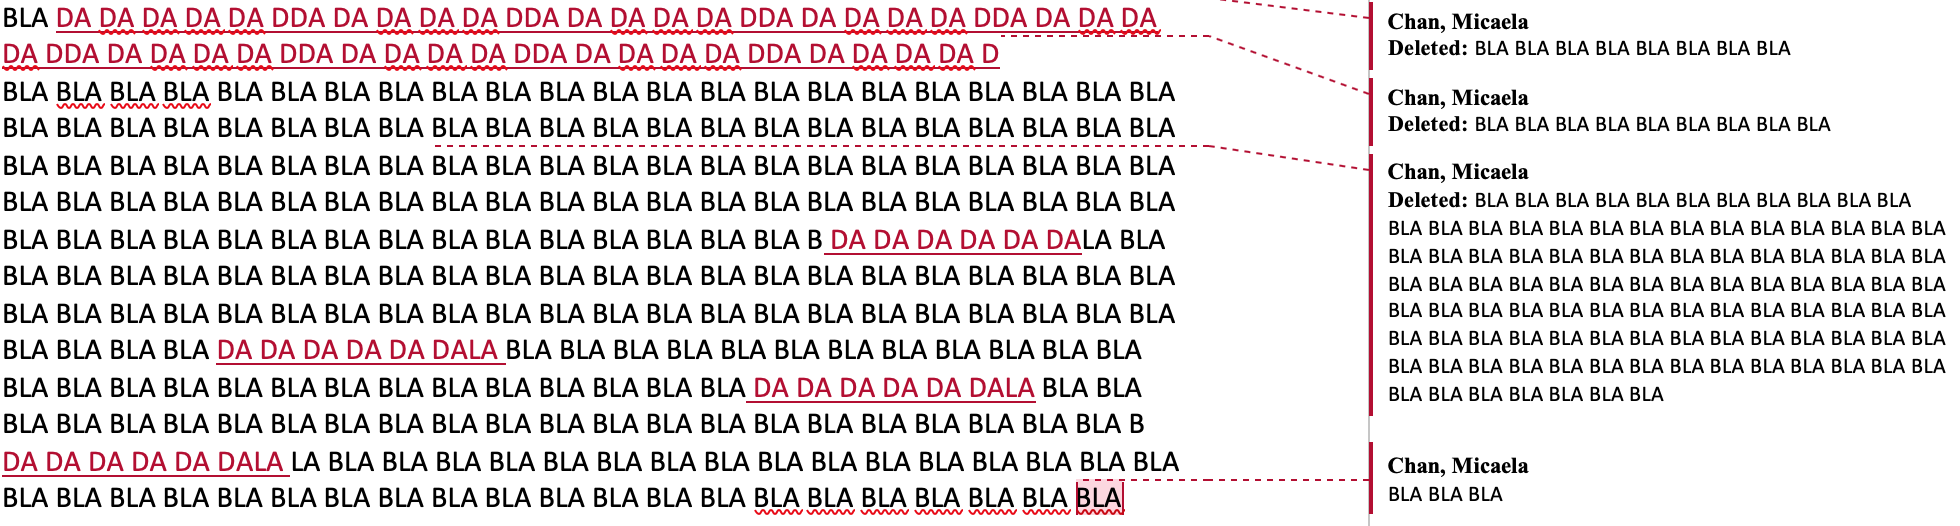 BLA DA DA DA DA DA DDA DA DA DA DA DDA DA DA DA DA DDA DA DA DA DA DDA DA DA DA
DA DDA DA DA DA DA DDA DA DA DA DA DDA DA DA DA DA DDA DA DA DA DA D
BLA BLA BLA BLA BLA BLA BLA BLA BLA BLA BLA BLA BLA BLA BLA BLA BLA BLA BLA BLA BLA BLA
BLA BLA BLA BLA BLA BLA BLA BLA BLA BLA BLA BLA BLA BLA BLA BLA BLA BLA BLA BLA BLA BLA
BLA BLA BLA BLA BLA BLA BLA BLA BLA BLA BLA BLA BLA BLA BLA BLA BLA BLA BLA BLA BLA BLA
BLA BLA BLA BLA BLA BLA BLA BLA BLA BLA BLA BLA BLA BLA BLA BLA BLA BLA BLA BLA BLA BLA
BLA BLA BLA BLA BLA BLA BLA BLA BLA BLA BLA BLA BLA BLA BLA B DA DA DA DA DA DALA BLA
BLA BLA BLA BLA BLA BLA BLA BLA BLA BLA BLA BLA BLA BLA BLA BLA BLA BLA BLA BLA BLA BLA
BLA BLA BLA BLA BLA BLA BLA BLA BLA BLA BLA BLA BLA BLA BLA BLA BLA BLA BLA BLA BLA BLA
BLA BLA BLA BLA DA DA DA DA DA DALA BLA BLA BLA BLA BLA BLA BLA BLA BLA BLA BLA BLA
BLA BLA BLA BLA BLA BLA BLA BLA BLA BLA BLA BLA BLA BLA DA DA DA DA DA DALA BLA BLA
BLA BLA BLA BLA BLA BLA BLA BLA BLA BLA BLA BLA BLA BLA BLA BLA BLA BLA BLA BLA BLA B
DA DA DA DA DA DALA LA BLA BLA BLA BLA BLA BLA BLA BLA BLA BLA BLA BLA BLA BLA BLA BLA
BLA BLA BLA BLA BLA BLA BLA BLA BLA BLA BLA BLA BLA BLA BLA BLA BLA BLA BLA BLA BLA
Chan, Micaela
Deleted: BLA BLA BLA BLA BLA BLA BLA BLA
Chan, Micaela
Deleted: BLA BLA BLA BLA BLA BLA BLA BLA BLA
Chan, Micaela
Deleted: BLA BLA BLA BLA BLA BLA BLA BLA BLA BLA BLA
BLA BLA BLA BLA BLA BLA BLA BLA BLA BLA BLA BLA BLA BLA
BLA BLA BLA BLA BLA BLA BLA BLA BLA BLA BLA BLA BLA BLA
BLA BLA BLA BLA BLA BLA BLA BLA BLA BLA BLA BLA BLA BLA
BLA BLA BLA BLA BLA BLA BLA BLA BLA BLA BLA BLA BLA BLA
BLA BLA BLA BLA BLA BLA BLA BLA BLA BLA BLA BLA BLA BLA
BLA BLA BLA BLA BLA BLA BLA BLA BLA BLA BLA BLA BLA BLA
BLA BLA BLA BLA BLA BLA BLA
Chan, Micaela
BLA BLA BLA